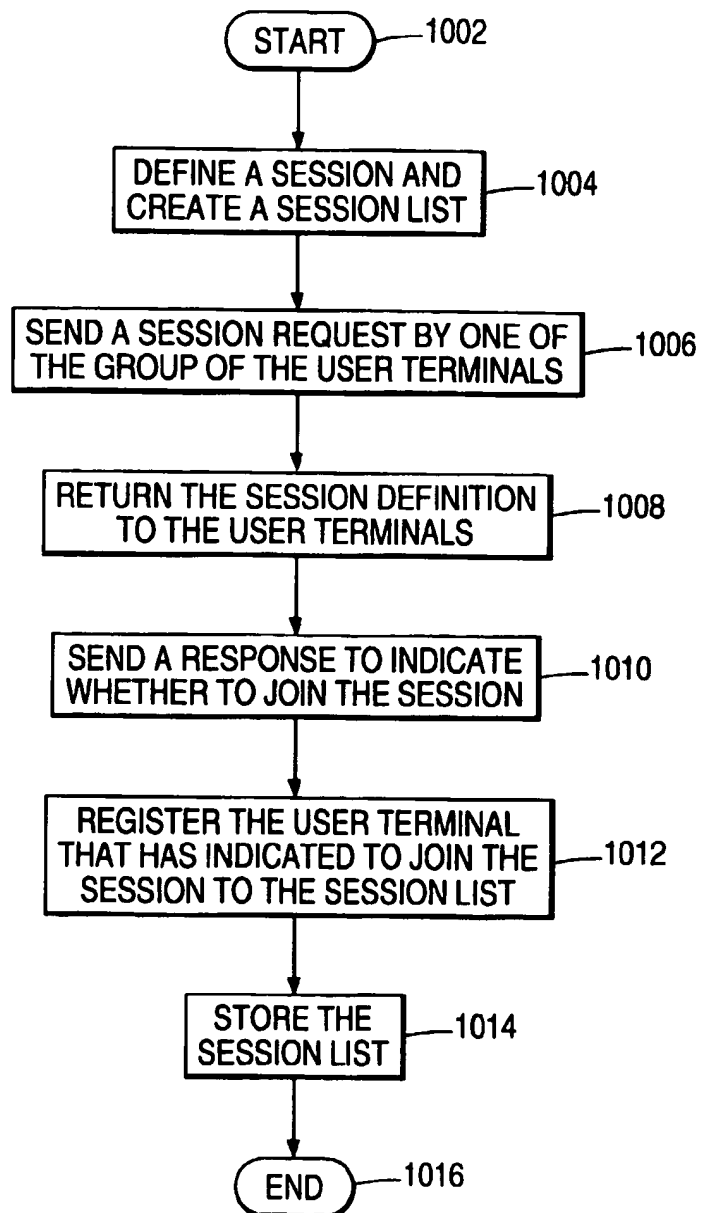 START
1002
DEFINE A SESSION AND
CREATE A SESSION LIST
1004
SEND A SESSION REQUEST BY ONE OF
THE GROUP OF THE USER TERMINALS
1006
RETURN THE SESSION DEFINITION
TO THE USER TERMINALS
1008
SEND A RESPONSE TO INDICATE
WHETHER TO JOIN THE SESSION
1010
REGISTER THE USER TERMINAL
THAT HAS INDICATED TO JOIN THE
SESSION TO THE SESSION LIST
1012
STORE THE
SESSION LIST
1014
END
1016